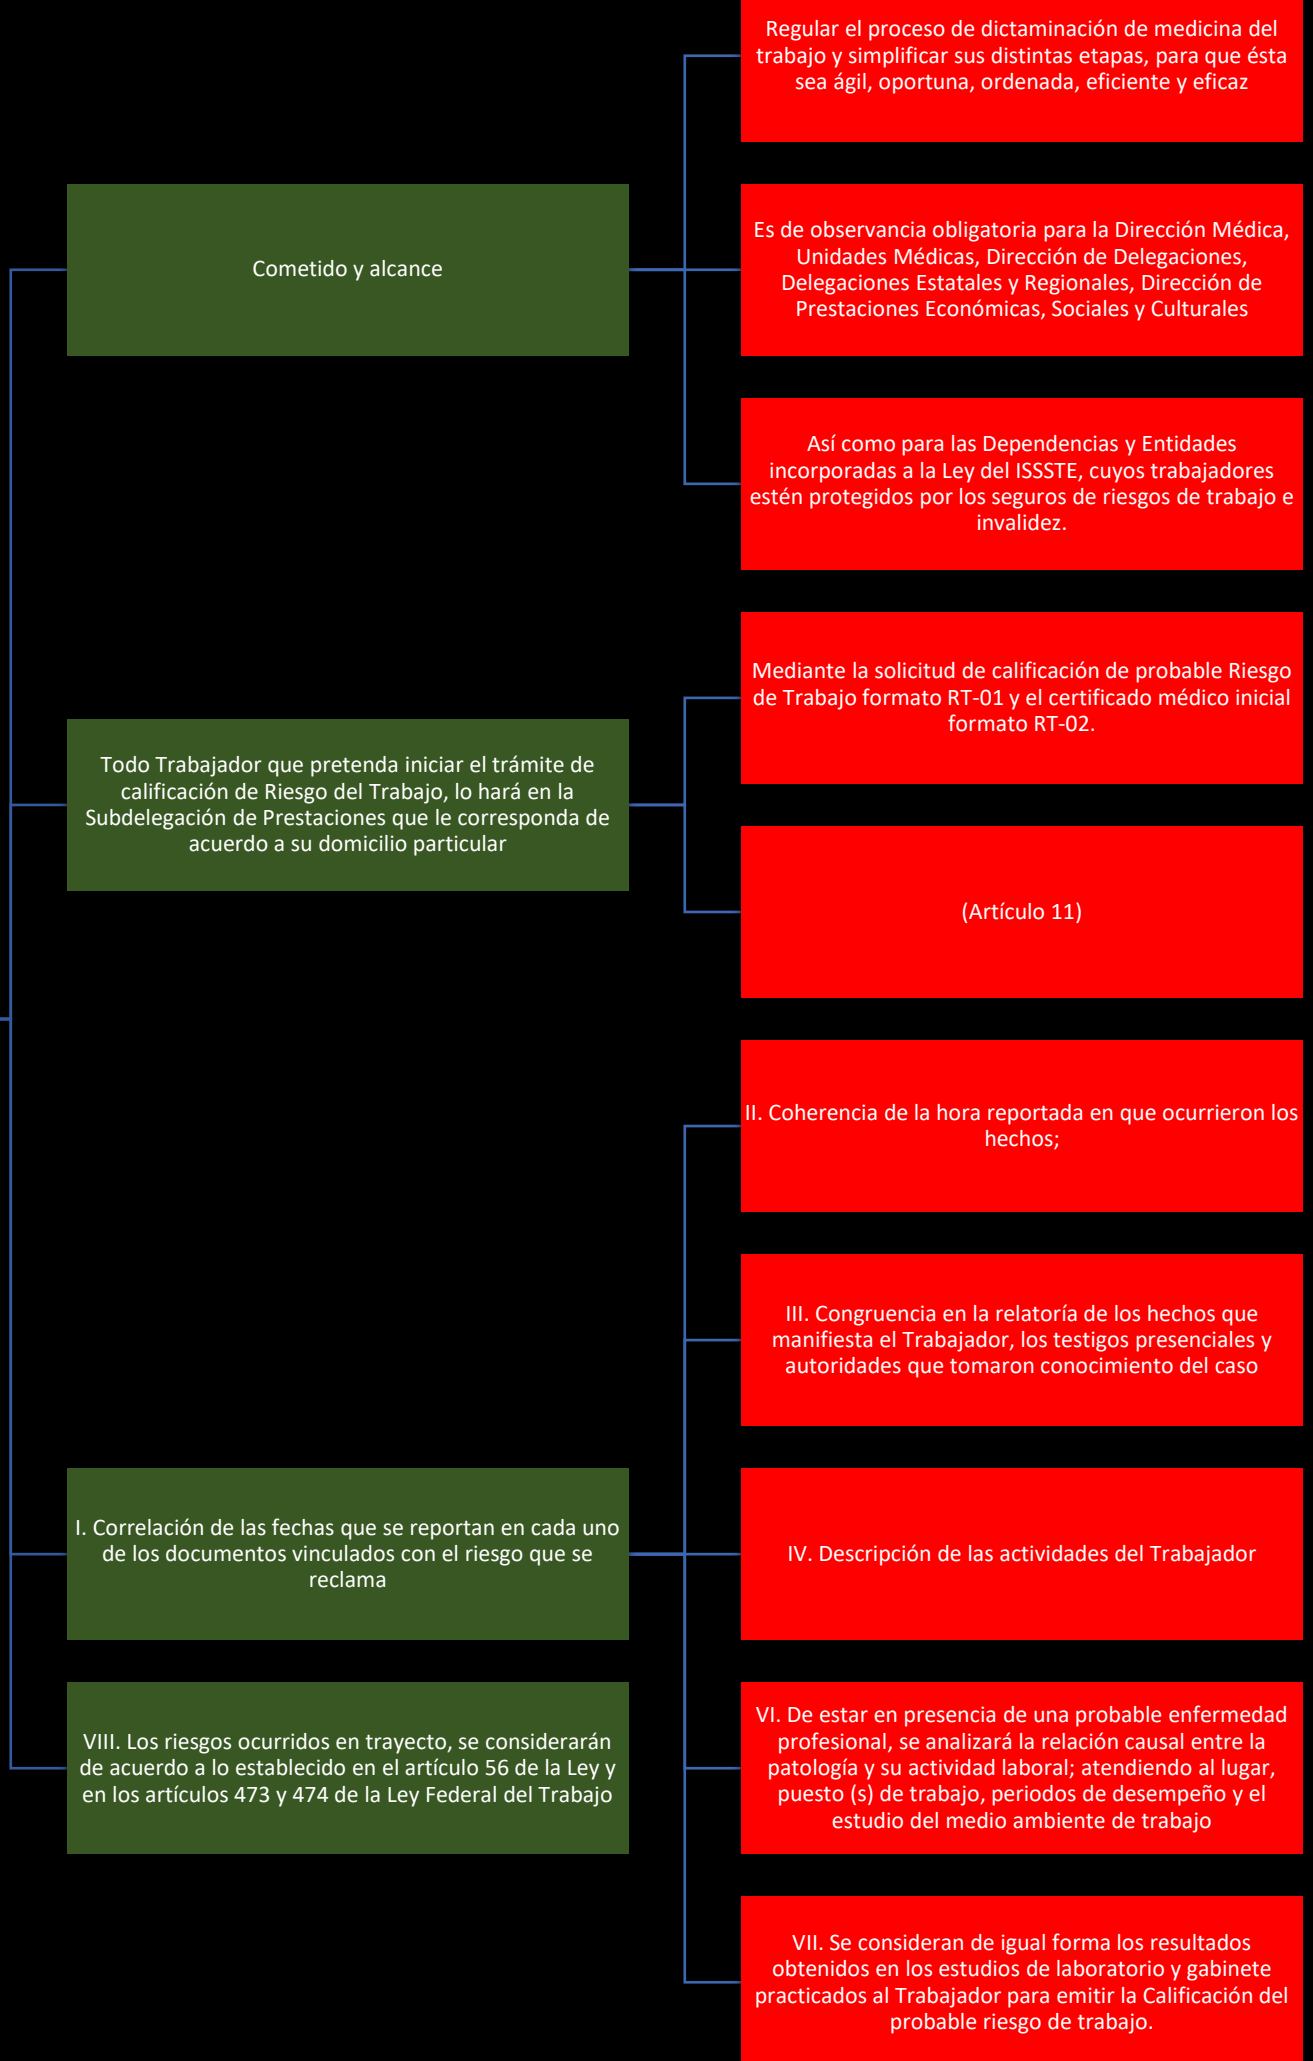 Regular el proceso de dictaminación de medicina del
trabajo y simplificar sus distintas etapas, para que ésta
sea ágil, oportuna, ordenada, eficiente y eficaz
Cometido y alcance
Es de observancia obligatoria para la Dirección Médica,
Unidades Médicas, Dirección de Delegaciones,
Delegaciones Estatales y Regionales, Dirección de
Prestaciones Económicas, Sociales y Culturales
Así como para las Dependencias y Entidades
incorporadas a la Ley del ISSSTE, cuyos trabajadores
estén protegidos por los seguros de riesgos de trabajo e
invalidez.
Todo Trabajador que pretenda iniciar el trámite de
calificación de Riesgo del Trabajo, lo hará en la
Subdelegación de Prestaciones que le corresponda de
acuerdo a su domicilio particular
Mediante la solicitud de calificación de probable Riesgo
de Trabajo formato RT-01 y el certificado médico inicial
formato RT-02.
(Artículo 11)
I. Correlación de las fechas que se reportan en cada uno
de los documentos vinculados con el riesgo que se
reclama
II. Coherencia de la hora reportada en que ocurrieron los
hechos;
III. Congruencia en la relatoría de los hechos que
manifiesta el Trabajador, los testigos presenciales y
autoridades que tomaron conocimiento del caso
IV. Descripción de las actividades del Trabajador
VI. De estar en presencia de una probable enfermedad
profesional, se analizará la relación causal entre la
patología y su actividad laboral; atendiendo al lugar,
puesto (s) de trabajo, periodos de desempeño y el
estudio del medio ambiente de trabajo
VII. Se consideran de igual forma los resultados
obtenidos en los estudios de laboratorio y gabinete
practicados al Trabajador para emitir la Calificación del
probable riesgo de trabajo.
VIII. Los riesgos ocurridos en trayecto, se considerarán
de acuerdo a lo establecido en el artículo 56 de la Ley y
en los artículos 473 y 474 de la Ley Federal del Trabajo